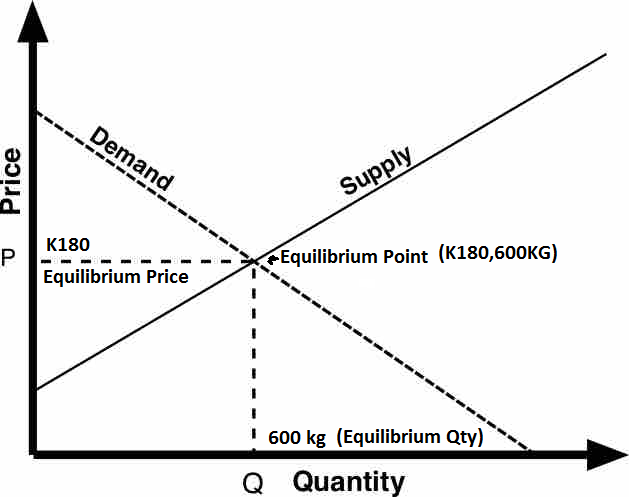 Price
Demand
Supply
K180
P
Equilibrium Price
Equilibrium Point (K180,600KG)
600 kg (Equilibrium Qty)
Q Quantity